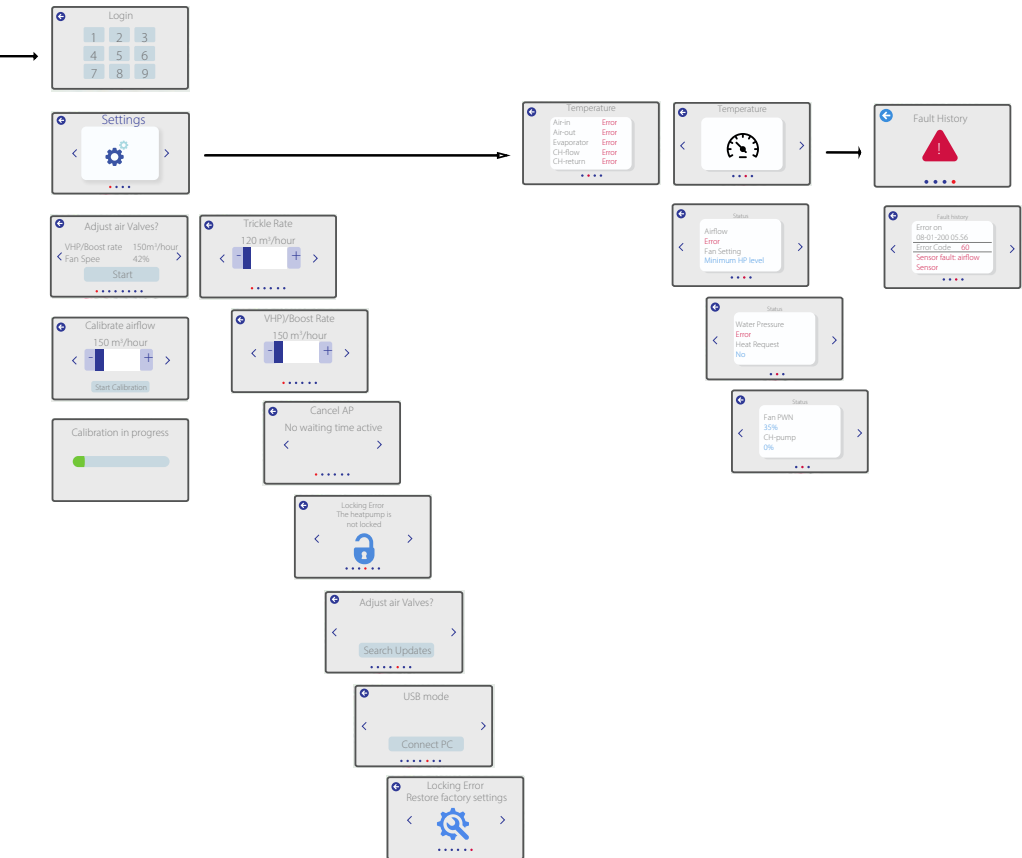 Login
1 2 3
4 5 6
7 8 9
Settings
Adjust air Valves?
VHP/Boost rate 150m³/hour
Fan Spee 42%
Start
Calibrate airflow
150 m³/hour
- +
Start Calibration
Calibration in progress
Trickle Rate
120 m³/hour
- +
VHP)/Boost Rate
150 m³/hour
- +
Cancel AP
No waiting time active
Locking Error
The heatpump is
not locked
Adjust air Valves?
Search Updates
USB mode
Connect PC
Locking Error
Restore factory settings
Temperature
Air-in Error
Air-out Error
Evaporator Error
CH-flow Error
CH-return Error
Temperature
Status
Airflow
Error
Fan Setting
Minimum HP level
Status
Water Pressure
Error
Heat Request
No
Status
Fan PWN
35%
CH-pump
0%
Fault History
!
Fault History
Error on
08-01-200 05.56
Error Code 60
Sensor fault: airflow
Sensor